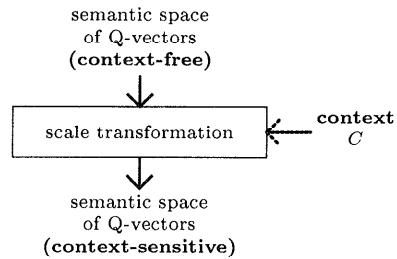 semantic space
of Q-vectors
(context-free)
scale transformation
context
C
semantic space
of Q-vectors
(context-sensitive)